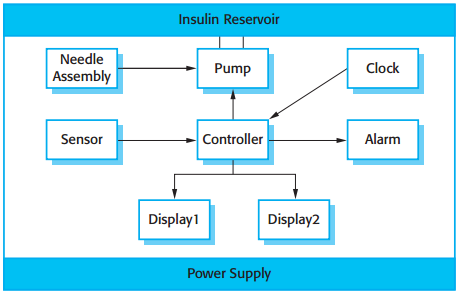 Insulin Reservoir
Needle
Assembly
Pump
Clock
Sensor
Controller
Alarm
Display1
Display2
Power Supply